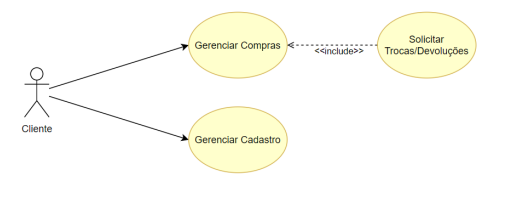 Solicitar
Trocas/Devoluções
Gerenciar Compras
<<include>>
Cliente
Gerenciar Cadastro